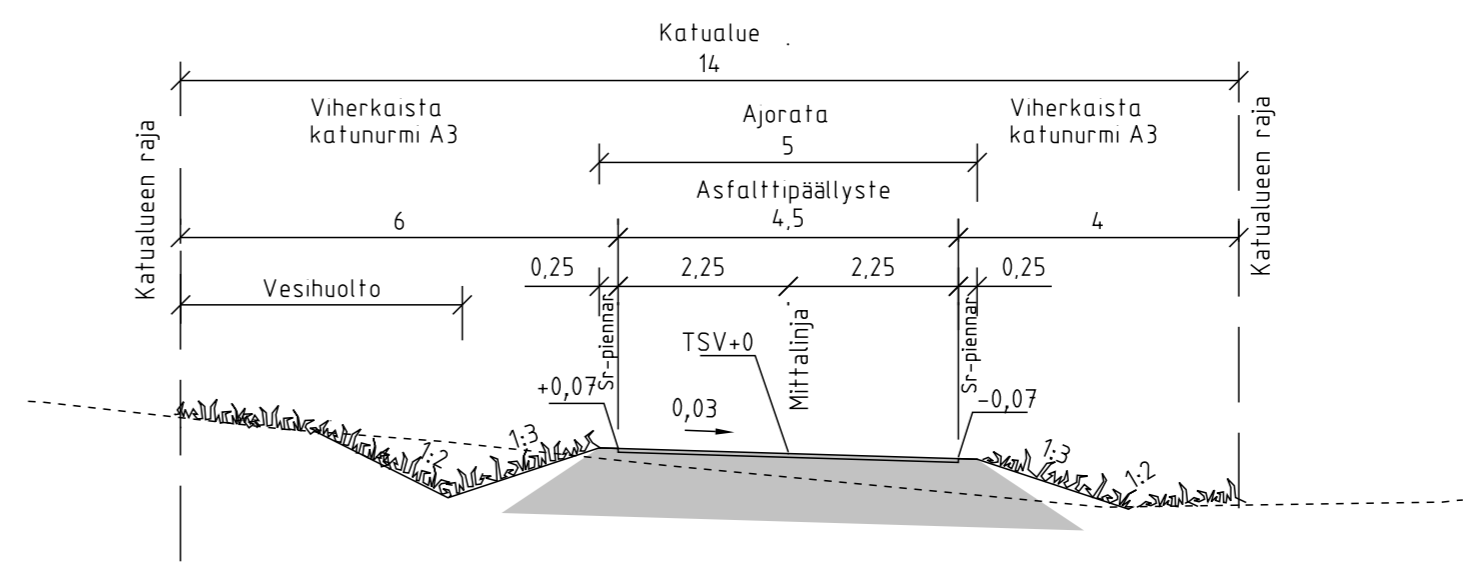 Katualue
14
Viherkaista
katunurmi A3
Ajorata
5
Viherkaista
katunurmi A3
Katualueen raja
Katualueen raja
Asfalttipäällyste
6
4,5
4
0,25
2,25
2,25
0,25
Vesihuolto
Sr-piennar
Mittalinja
Sr-piennar
TSV+0
+0,07
0,03
-0,07
1:2
1:3
1:3
1:2